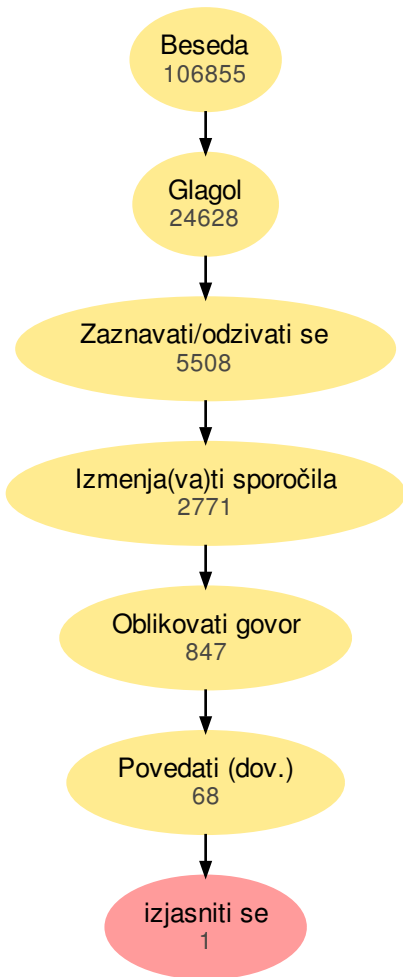 Beseda
106855
Glagol
24628
Zaznavati/odzivati se
5508
Izmenja(va)ti sporočila
2771
Oblikovati govor
847
Povedati (dov.)
68
izjasniti se
1